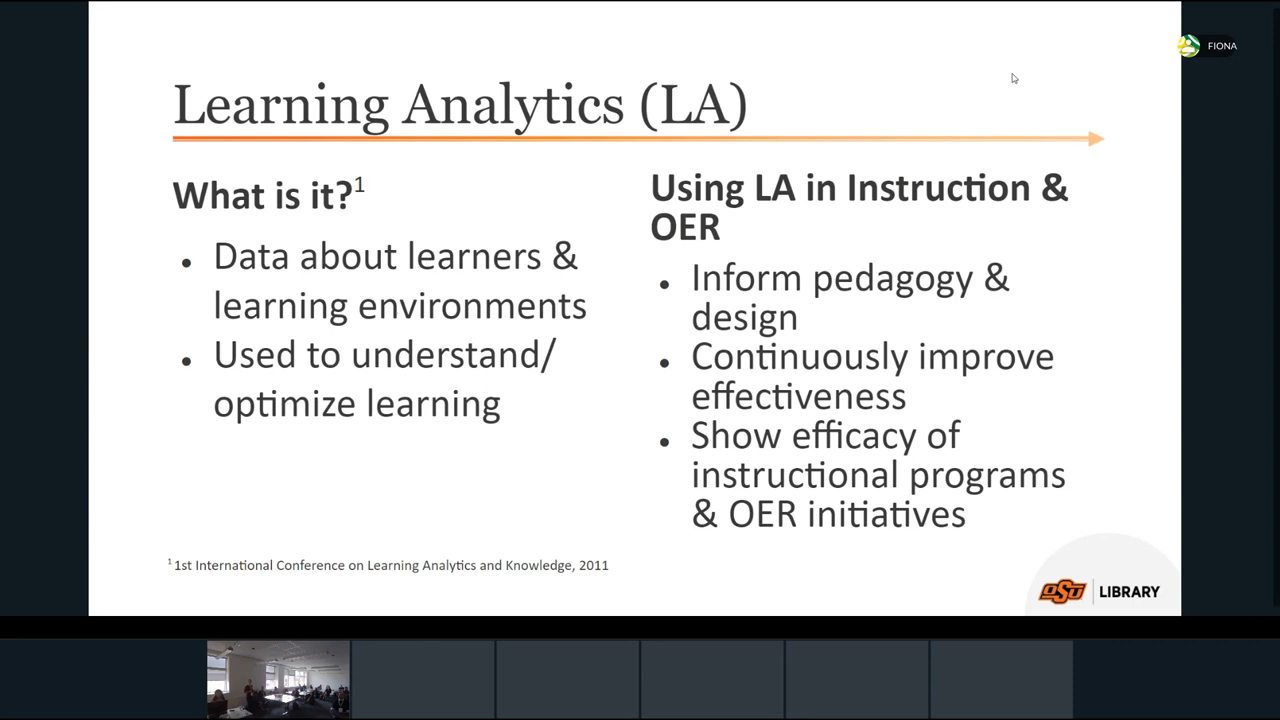 FIONA
Learning Analytics (LA)
What is it?1
Data about learners &
learning environments
Used to understand/
optimize learning
Using LA in Instruction &
OER
Inform pedagogy &
design
Continuously improve
effectiveness
Show efficacy of
instructional programs
& OER initiatives
1 1st International Conference on Learning Analytics and Knowledge, 2011
OSU LIBRARY